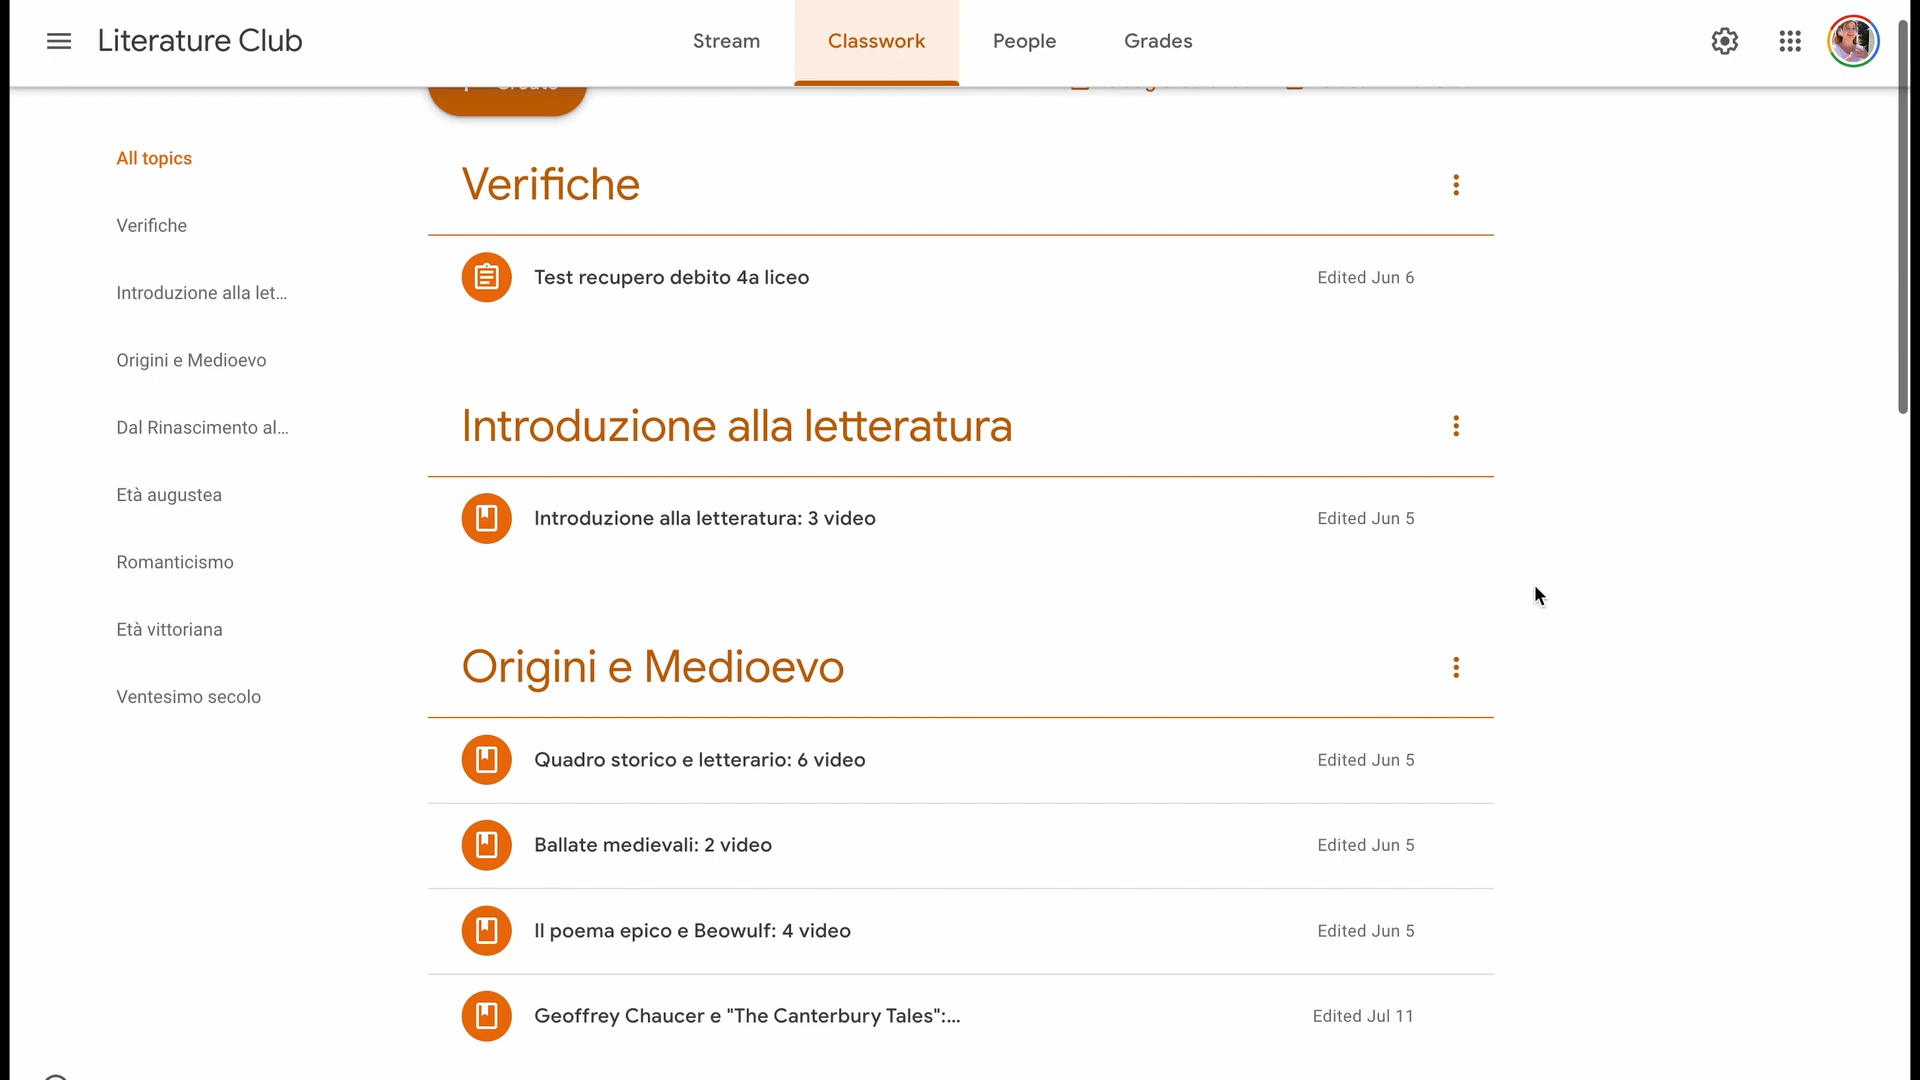 Literature Club
Stream
Classwork
People
Grades
All topics
Verifiche
Introduzione alla let...
Origini e Medioevo
Dal Rinascimento al...
Età augustea
Romanticismo
Età vittoriana
Ventesimo secolo
Verifiche
Test recupero debito 4a liceo
Edited Jun 6
Introduzione alla letteratura
Introduzione alla letteratura: 3 video
Edited Jun 5
Origini e Medioevo
Quadro storico e letterario: 6 video
Edited Jun 5
Ballate medievali: 2 video
Edited Jun 5
Il poema epico e Beowulf: 4 video
Edited Jun 5
Geoffrey Chaucer e "The Canterbury Tales":...
Edited Jul 11